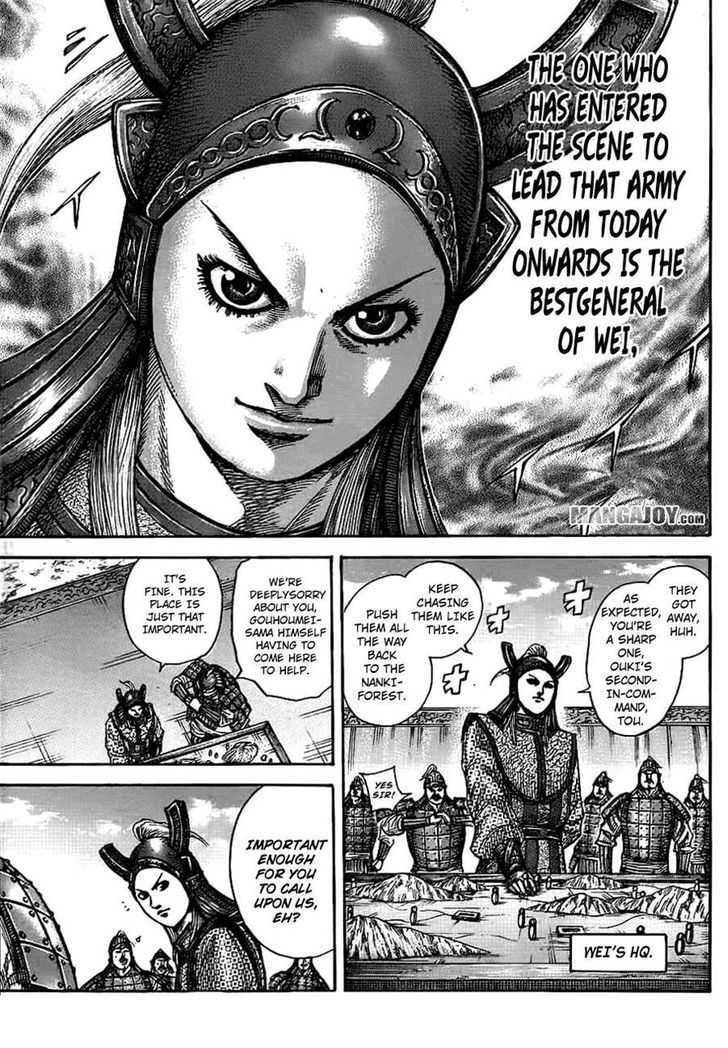 THE ONE WHO
HAS ENTERED
THE SCENE TO
LEAD THAT ARMY
FROM TODAY
ONWARDS IS THE
BESTGENERAL
OF WEI,
MANGAJOY.COM
THEY
GOT
AWAY,
HUH.
AS
EXPECTED,
YOU'RE
A SHARP
ONE,
OUKI'S
SECOND-
IN-COM-
MAND,
TOU.
KEEP
CHASING
THEM LIKE
THIS.
PUSH
THEM ALL
THE WAY
BACK
TO THE
NANKI-
FOREST.
YES
SIR!
WEI'S HQ.
WE'RE
DEEPLYSORRY
ABOUT YOU,
GOUHOUMEI-
SAMA HIMSELF
HAVING TO
COME HERE
TO HELP.
IT'S
FINE. THIS
PLACE IS
JUST THAT
IMPORTANT.
IMPORTANT
ENOUGH
FOR YOU
TO CALL
UPON US,
EH?